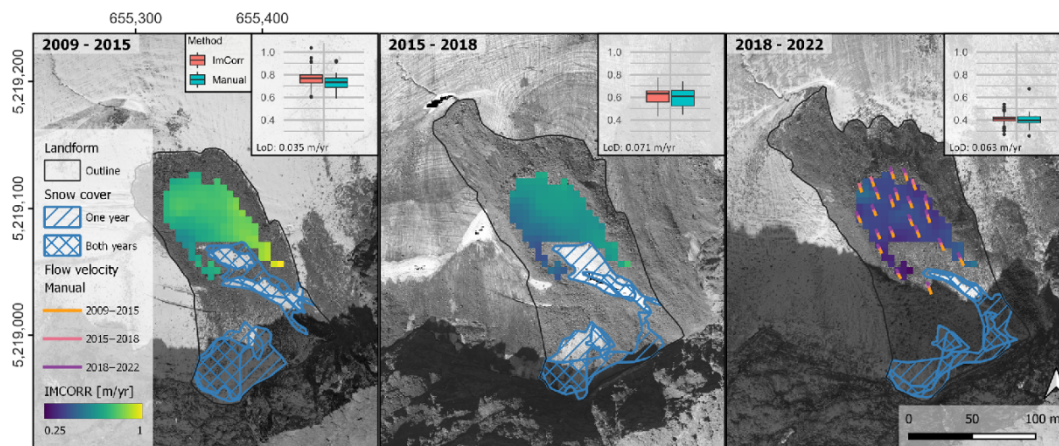 655,300 655,400
2009 - 2015
Method
ImCorr
Manual
1.0
0.8
0.6
LoD: 0.035 m/yr
2015 - 2018
1.0
0.8
0.6
0.4
LoD: 0.071 m/yr
2018 - 2022
1.0
0.8
0.6
0.4
LoD: 0.063 m/yr
5,219,200
5,219,100
5,219,000
Landform
Outline
Snow cover
One year
Both years
Flow velocity
Manual
2009−2015
2015−2018
2018−2022
IMCORR [m/yr]
0.25 1
0 50 100 m